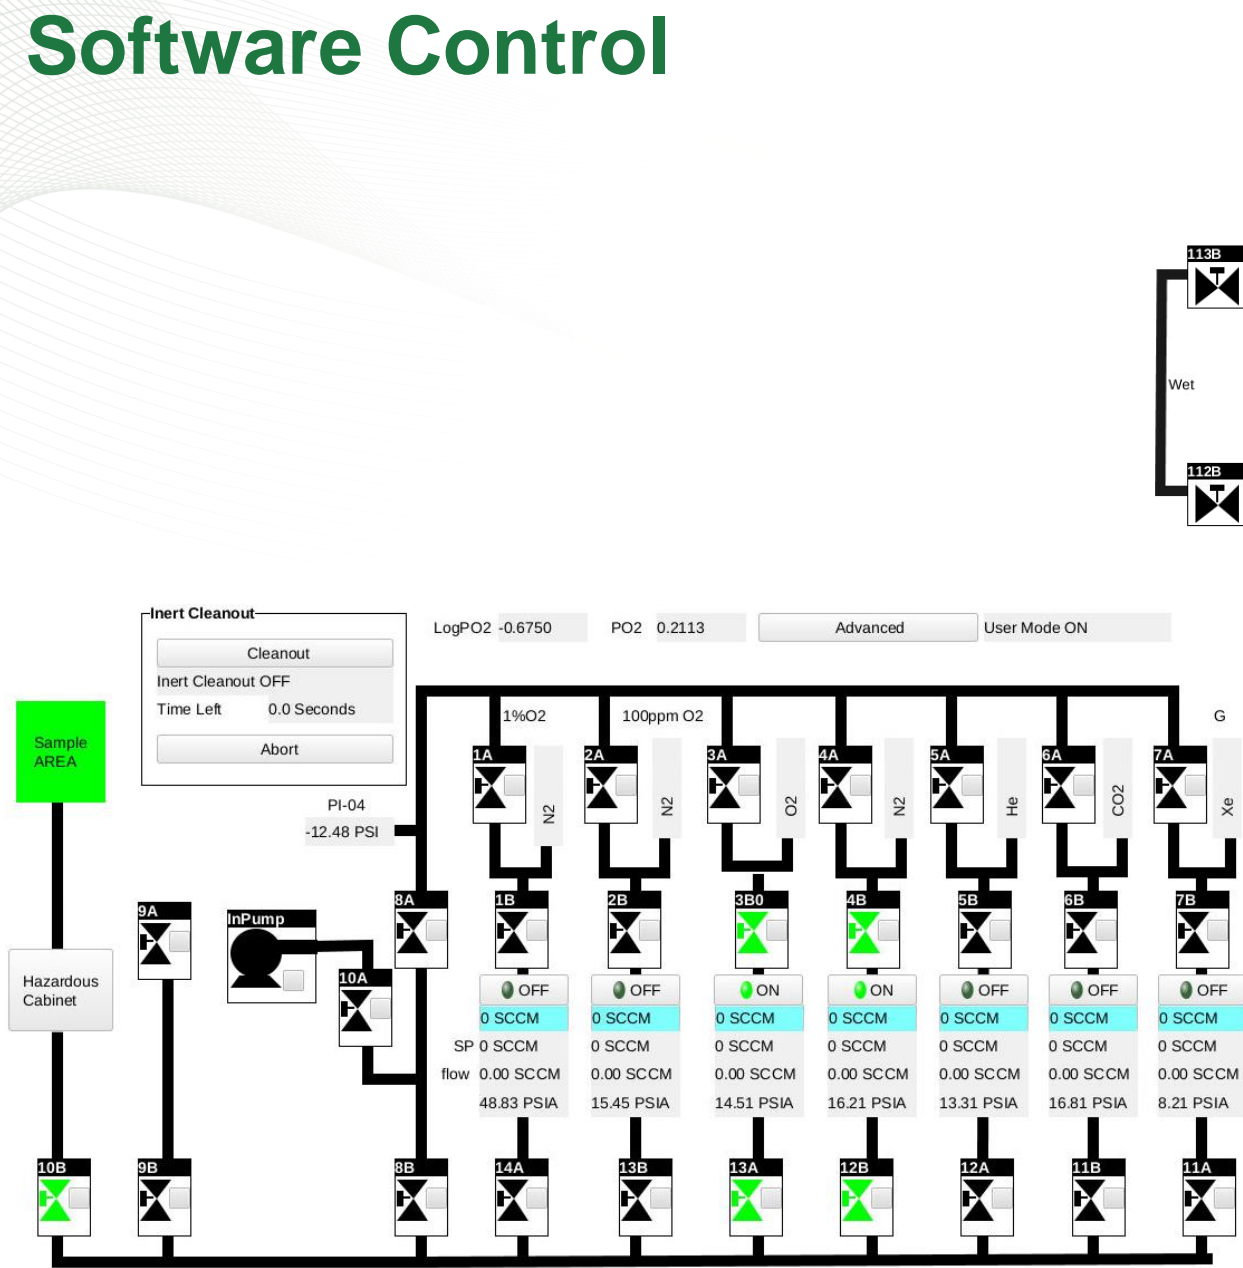 Software Control
113B
Wet
112B
Inert Cleanout
Cleanout
Inert Cleanout OFF
Time Left 0.0 Seconds
Abort
LogPO2 -0.6750 PO2 0.2113 Advanced User Mode ON
Sample
AREA
PI-04
-12.48 PSI
1%O2 100ppm O2 G
1A 2A 3A 4A 5A 6A 7A
N2 N2 O2 N2 He CO2 Xe
8A 1B 2B 3B0 4B 5B 6B 7B
9A
InPump
10A
Hazardous
Cabinet
OFF OFF ON ON OFF OFF OFF
0 SCCM 0 SCCM 0 SCCM 0 SCCM 0 SCCM 0 SCCM 0 SCCM
SP 0 SCCM 0 SCCM 0 SCCM 0 SCCM 0 SCCM 0 SCCM 0 SCCM
flow 0.00 SCCM 0.00 SCCM 0.00 SCCM 0.00 SCCM 0.00 SCCM 0.00 SCCM 0.00 SCCM
48.83 PSIA 15.45 PSIA 14.51 PSIA 16.21 PSIA 13.31 PSIA 16.81 PSIA 8.21 PSIA
10B 9B 8B 14A 13B 13A 12B 12A 11B 11A